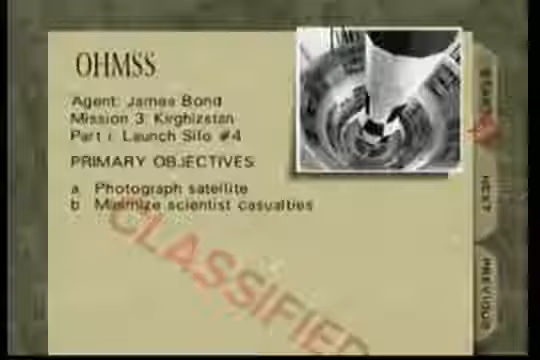 OHMSS
Agent: James Bond
Mission 3: Kirghizstan
Part i: Launch Silo #4
PRIMARY OBJECTIVES:
a Photograph satellite
b Minimize scientist casualties
CLASSIFIED
START
NEXT
PREVIOUS